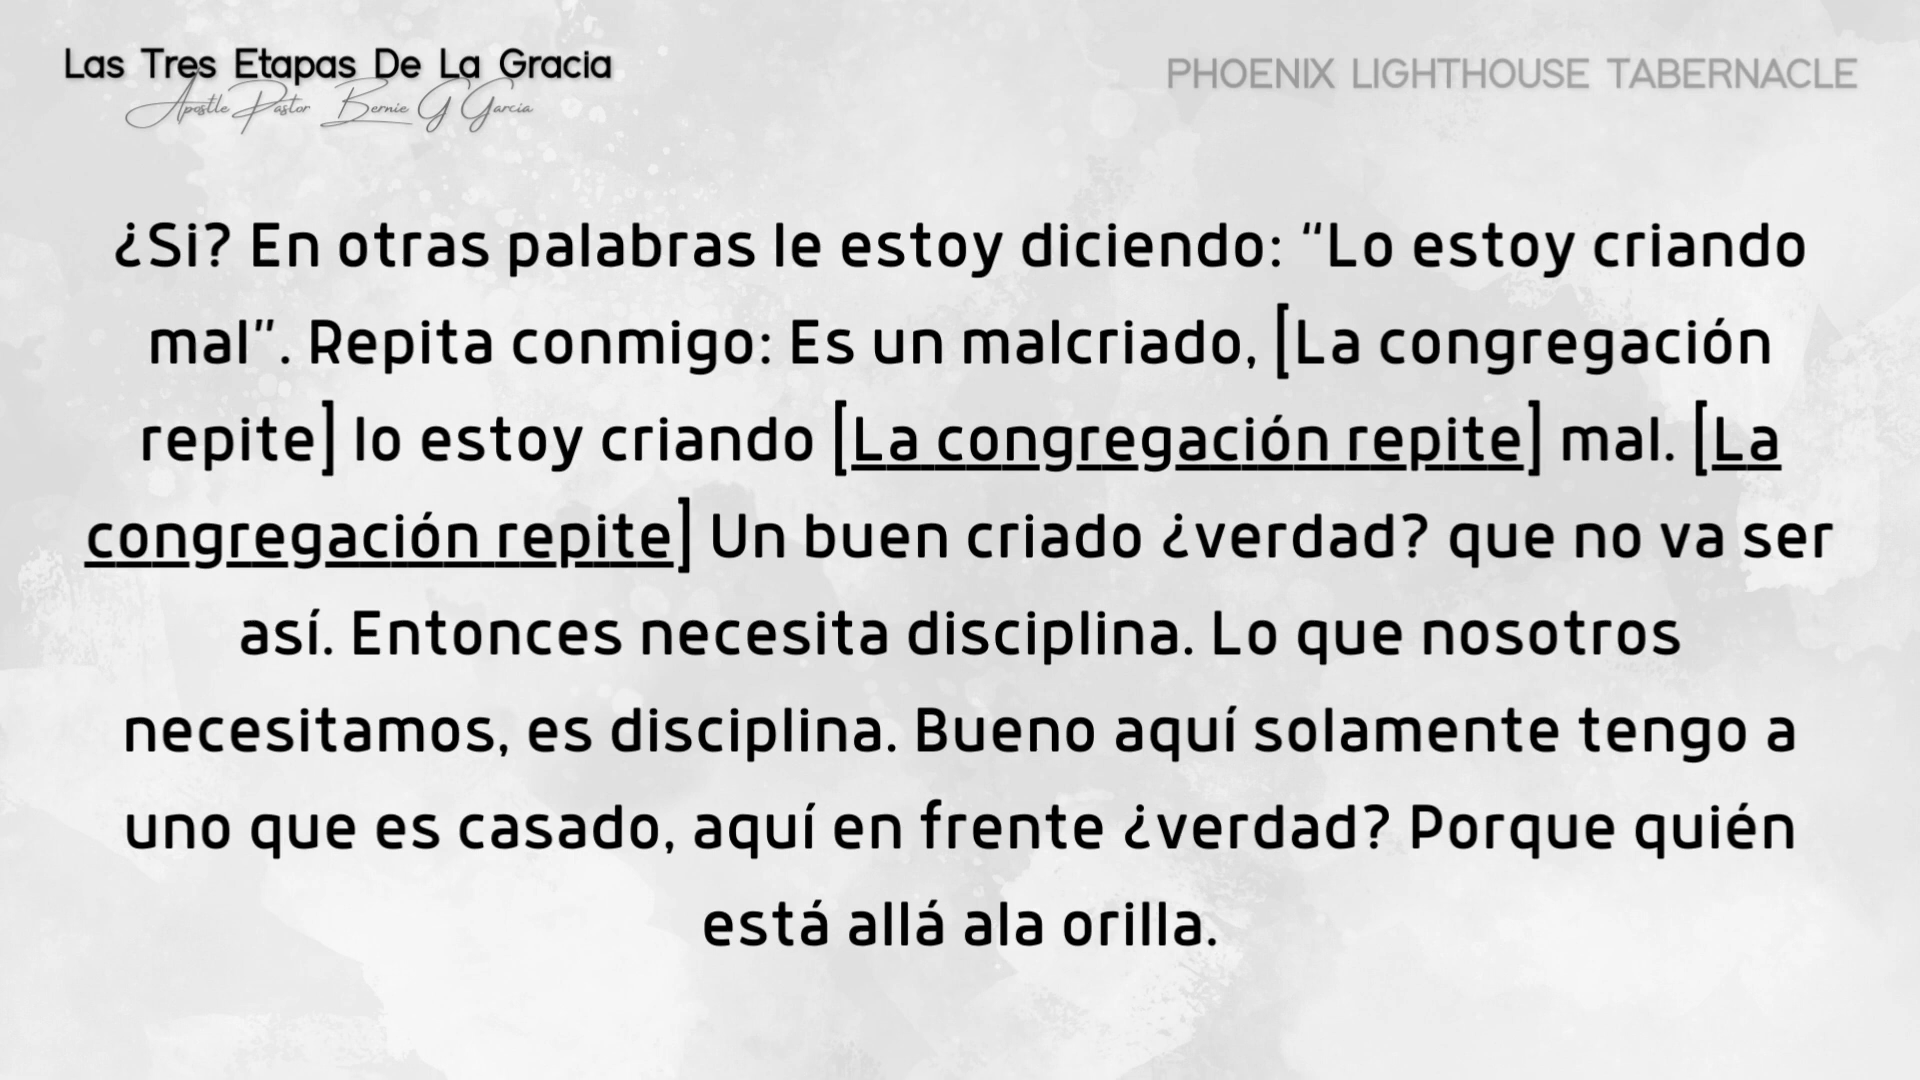 Las Tres Etapas De La Gracia
Apostle Pastor Bernie G Garcia
PHOENIX LIGHTHOUSE TABERNACLE
¿Si? En otras palabras le estoy diciendo: “Lo estoy criando
mal”. Repita conmigo: Es un malcriado, [La congregación
repite] lo estoy criando [La congregación repite] mal. [La
congregación repite] Un buen criado ¿verdad? que no va ser
así. Entonces necesita disciplina. Lo que nosotros
necesitamos, es disciplina. Bueno aquí solamente tengo a
uno que es casado, aquí en frente ¿verdad? Porque quién
está allá ala orilla.